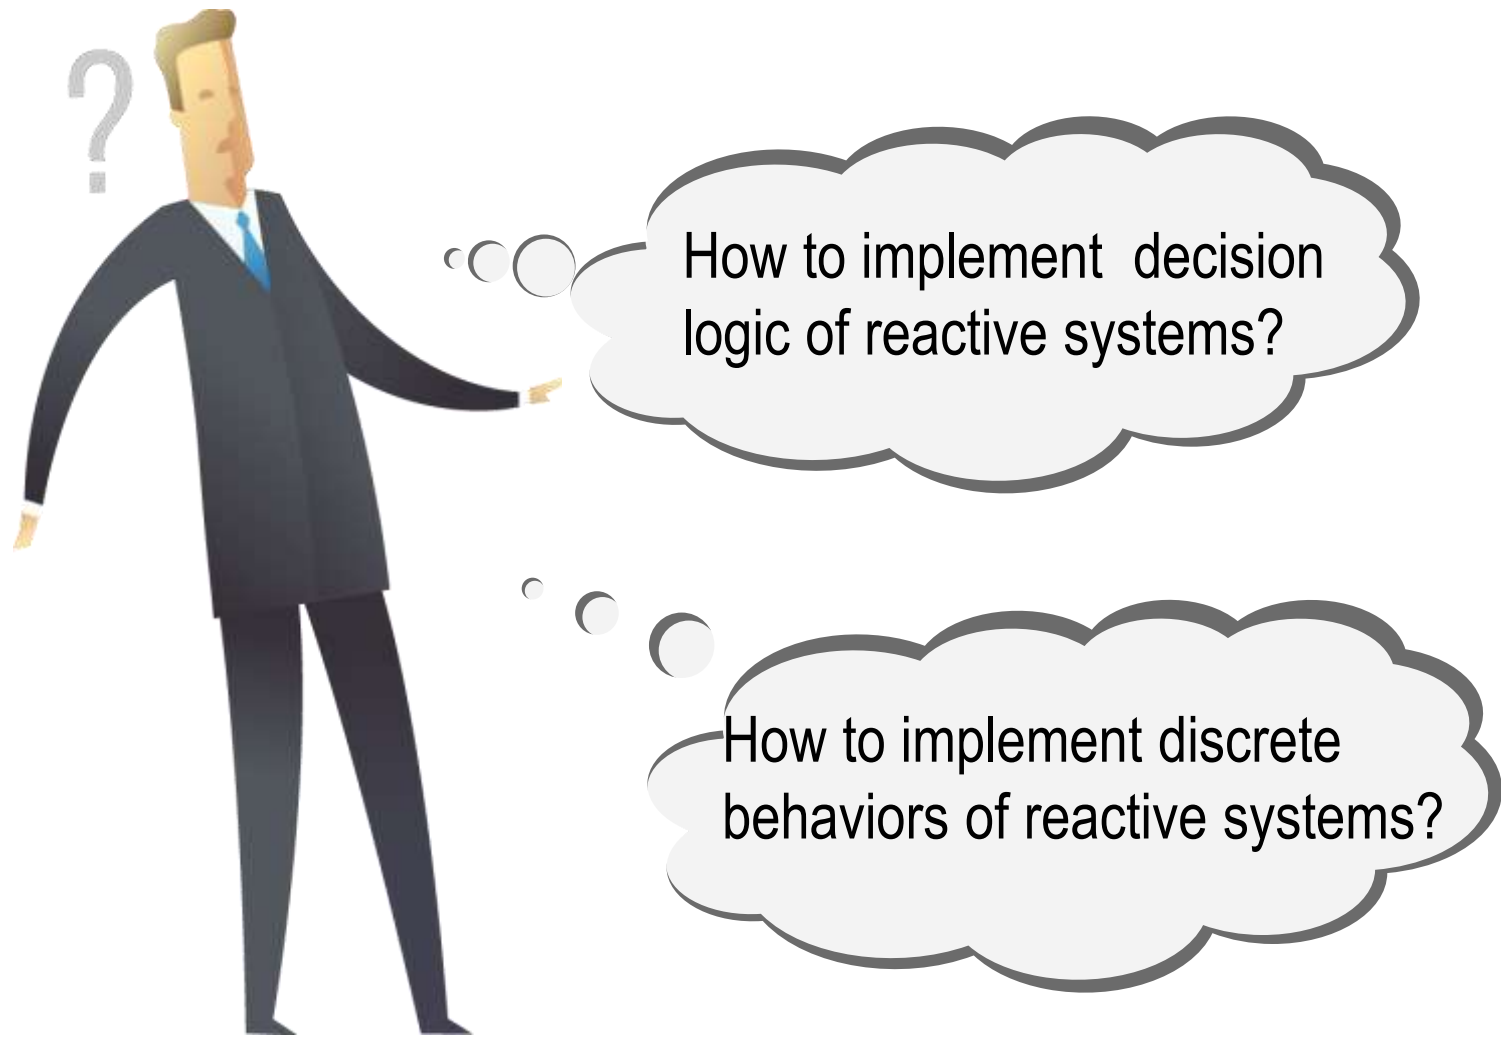 ?
How to implement decision
logic of reactive systems?
How to implement discrete
behaviors of reactive systems?